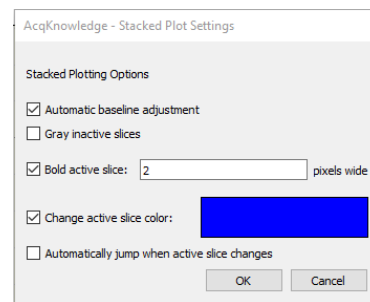 AcqKnowledge - Stacked Plot Settings
Stacked Plotting Options
Automatic baseline adjustment
Gray inactive slices
Bold active slice: 2 pixels wide
Change active slice color:
Automatically jump when active slice changes
OK Cancel